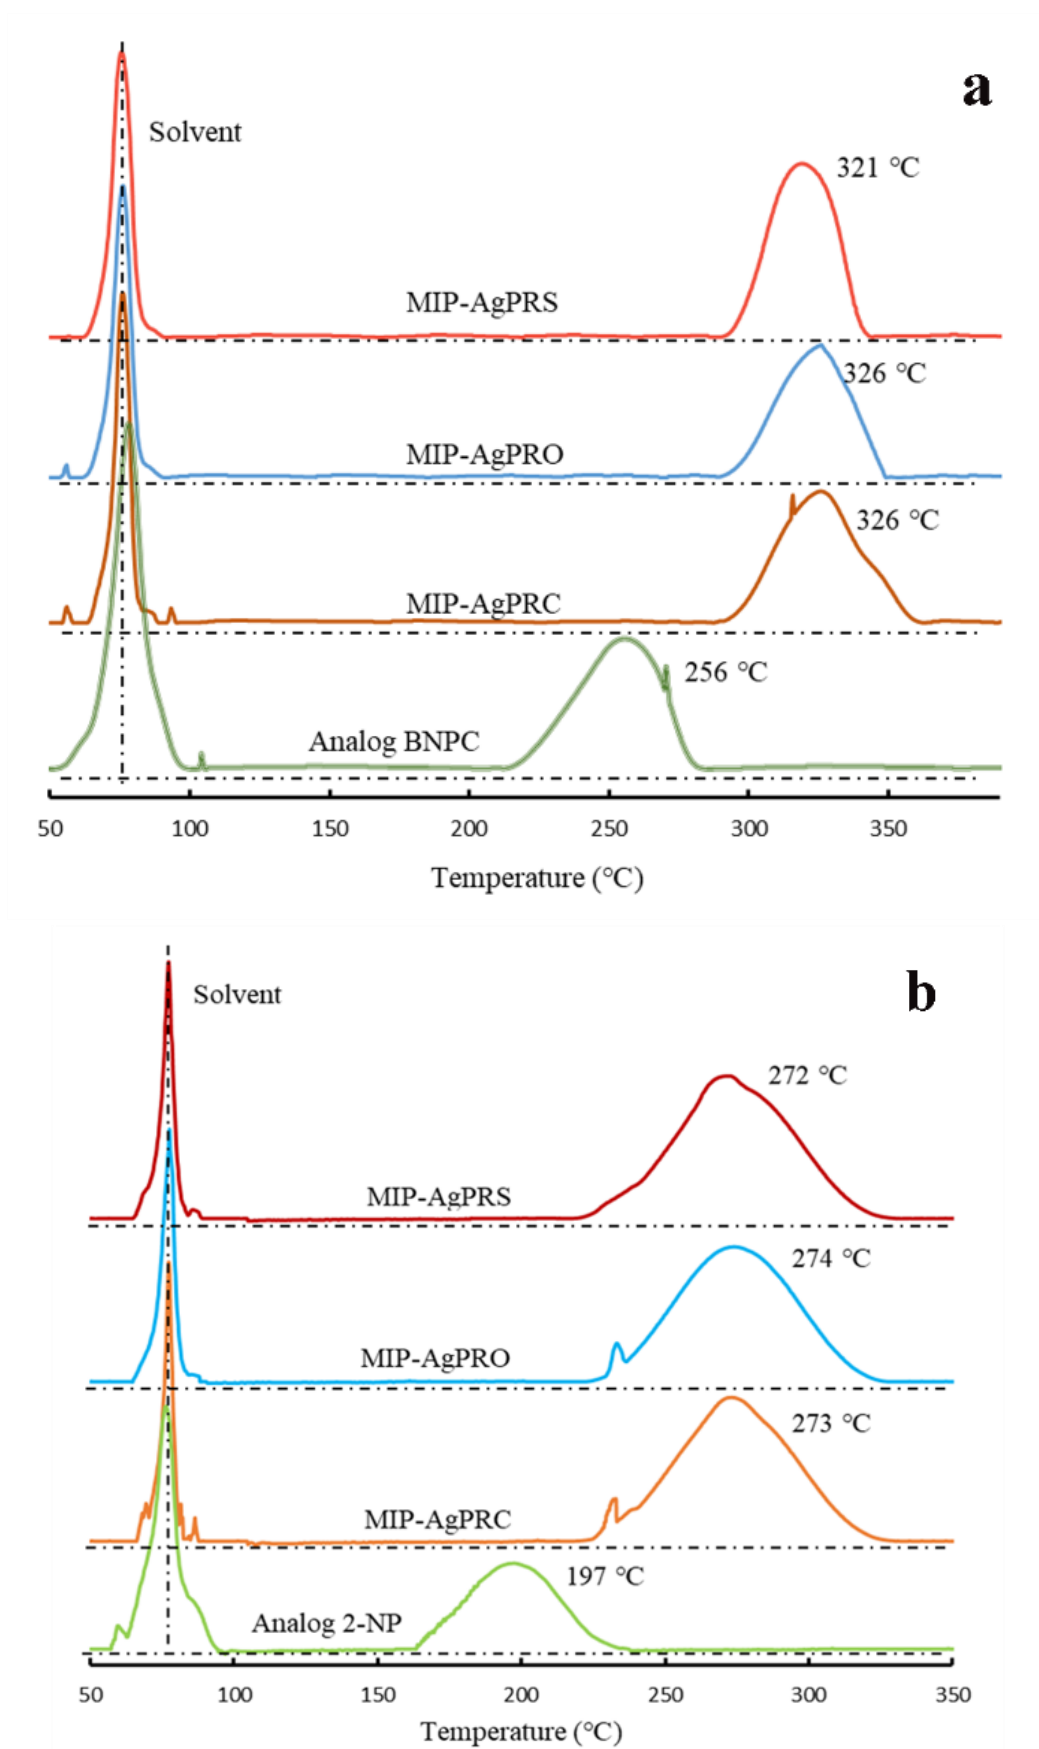 a
Solvent
321 °C
MIP-AgPRS
326 °C
MIP-AgPRO
326 °C
MIP-AgPRC
256 °C
Analog BNPC
50 100 150 200 250 300 350
Temperature (°C)
b
Solvent
272 °C
MIP-AgPRS
274 °C
MIP-AgPRO
273 °C
MIP-AgPRC
197 °C
Analog 2-NP
50 100 150 200 250 300 350
Temperature (°C)